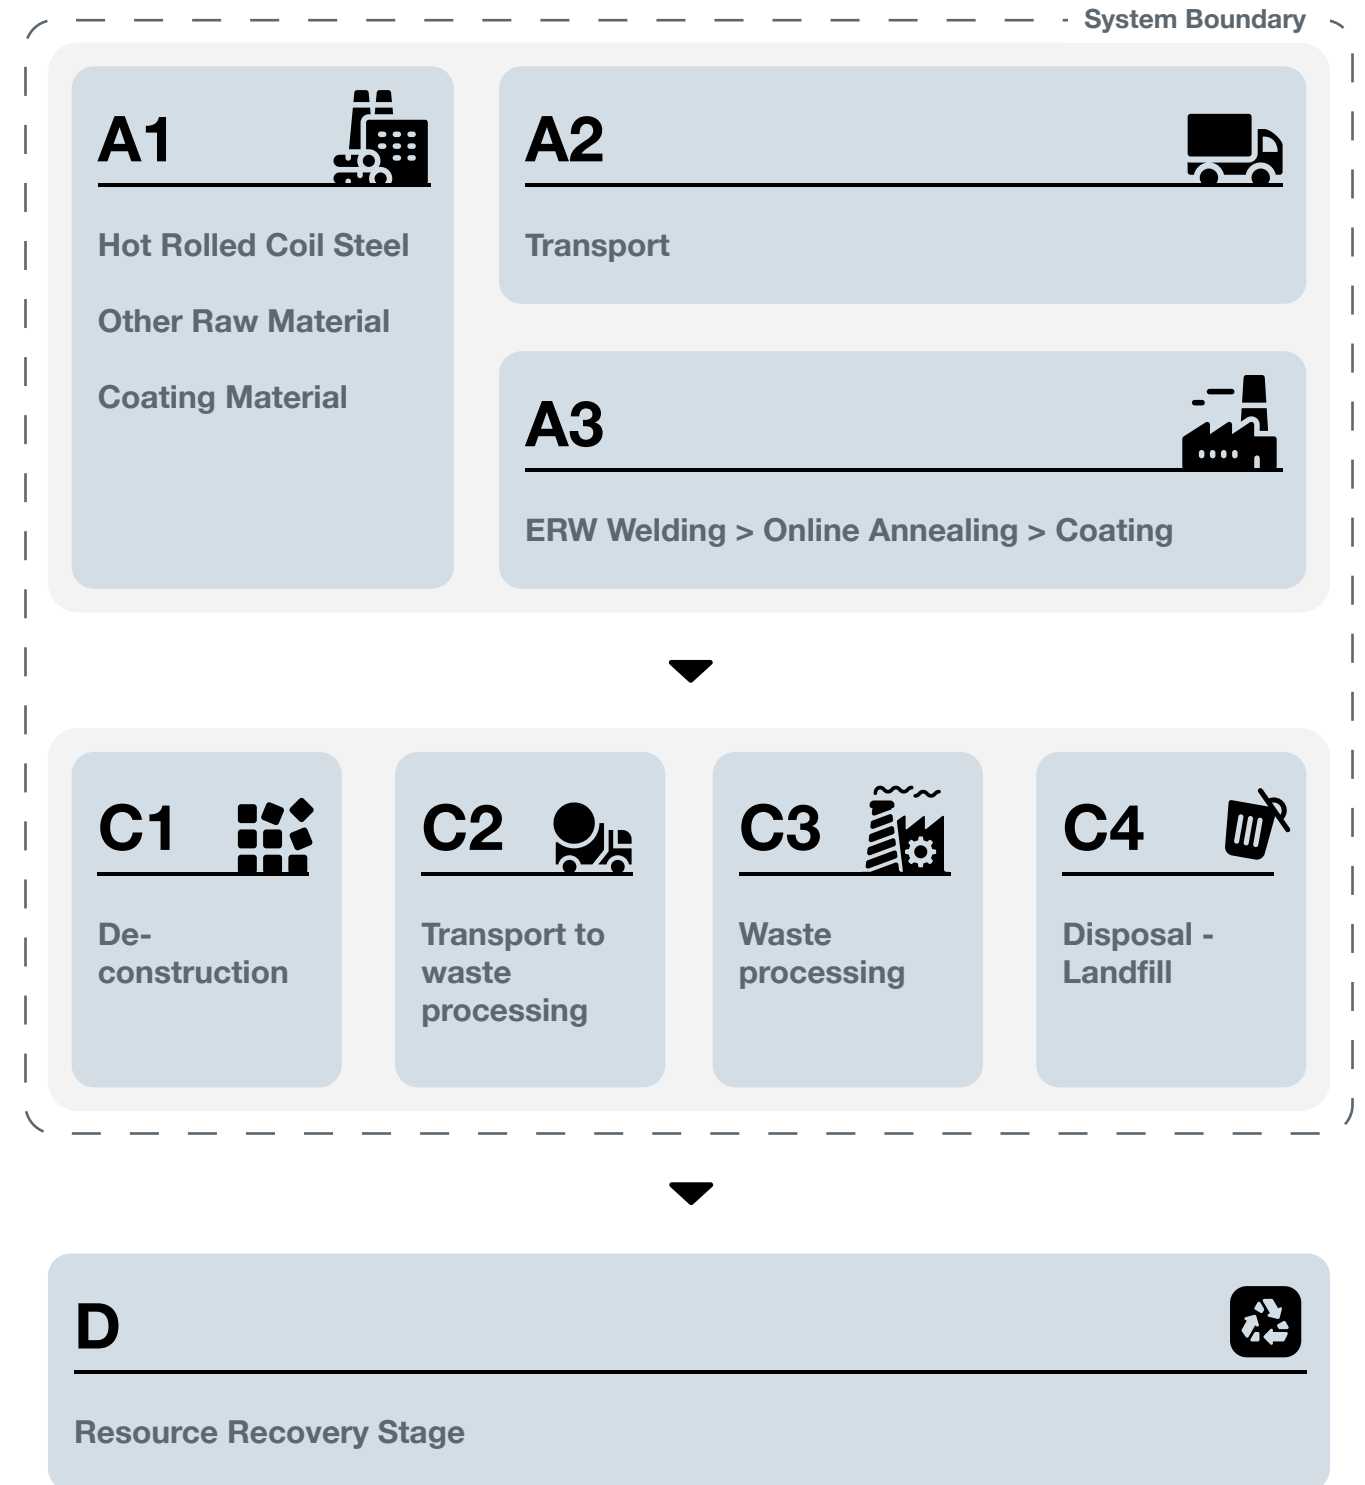 System Boundary
A1
Hot Rolled Coil Steel
Other Raw Material
Coating Material
A2
Transport
A3
ERW Welding > Online Annealing > Coating
C1
De-
construction
C2
Transport to
waste
processing
C3
Waste
processing
C4
Disposal -
Landfill
D
Resource Recovery Stage